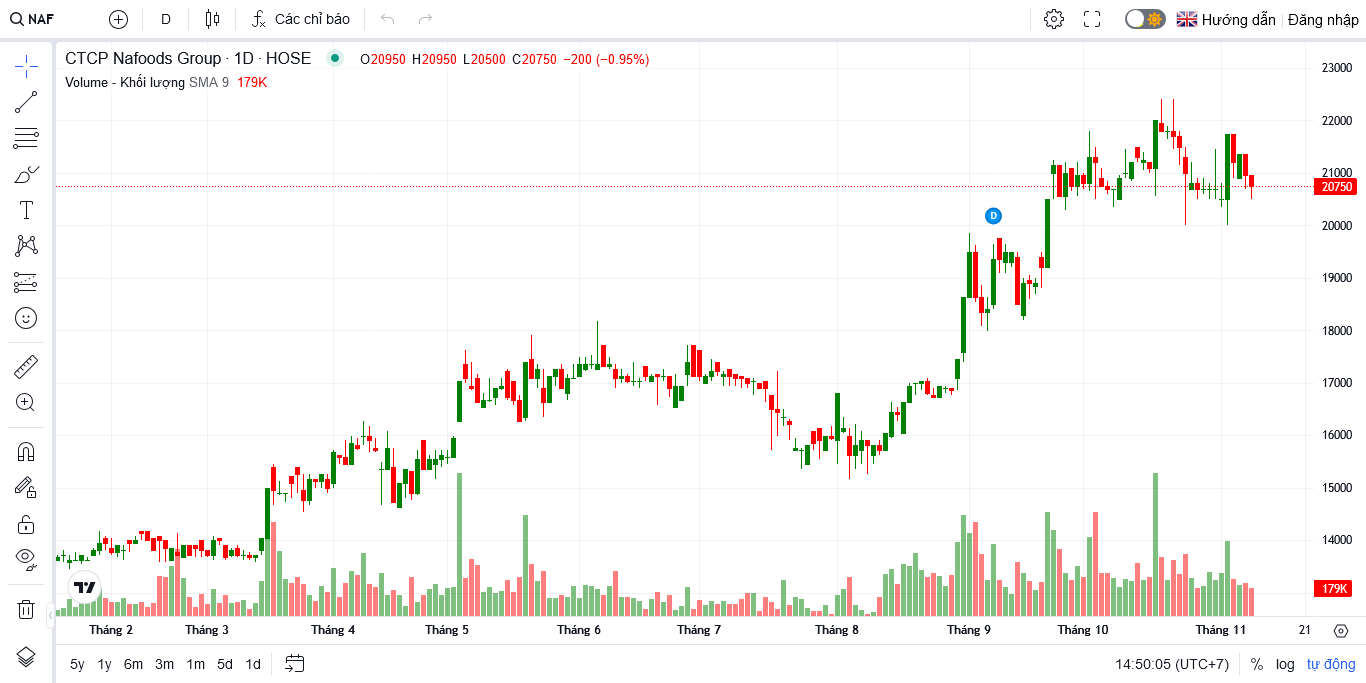 NAF D Các chỉ báo Hướng dẫn Đăng nhập
CTCP Nafoods Group · 1D · HOSE O20950 H20950 L20500 C20750 −200 (−0.95%)
Volume - Khối lượng SMA 9 179K
23000
22000
21000
20750
20000
19000
18000
17000
16000
15000
14000
179K
D
Tháng 2 Tháng 3 Tháng 4 Tháng 5 Tháng 6 Tháng 7 Tháng 8 Tháng 9 Tháng 10 Tháng 11 21
5y 1y 6m 3m 1m 5d 1d 14:50:05 (UTC+7) % log tự động